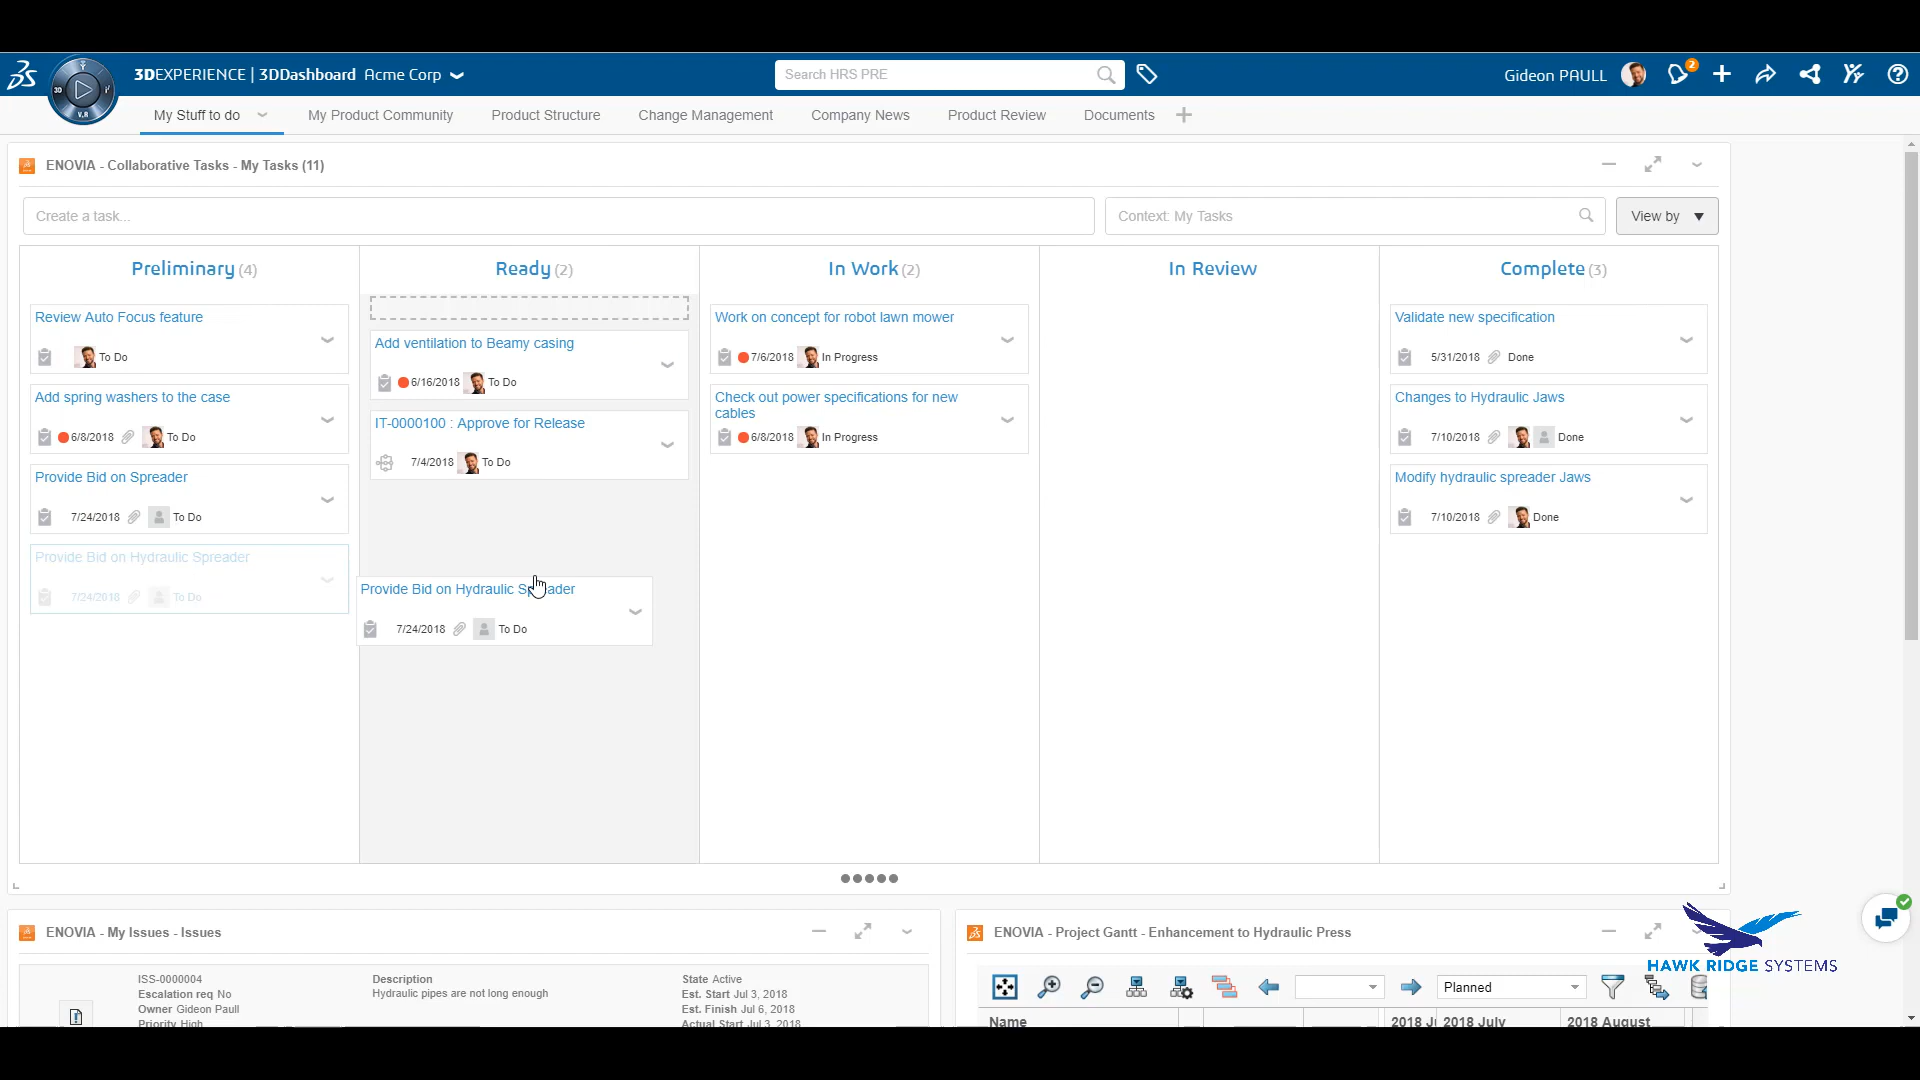 3DEXPERIENCE | 3DDashboard Acme Corp
Search HRS PRE
Gideon PAULL
2
3D
V.R
My Stuff to do
My Product Community
Product Structure
Change Management
Company News
Product Review
Documents
ENOVIA - Collaborative Tasks - My Tasks (11)
Create a task...
Context: My Tasks
View by
Preliminary (4)
Review Auto Focus feature
To Do
Add spring washers to the case
6/8/2018 To Do
Provide Bid on Spreader
7/24/2018 To Do
Provide Bid on Hydraulic Spreader
7/24/2018 To Do
Ready (2)
Add ventilation to Beamy casing
6/16/2018 To Do
IT-0000100 : Approve for Release
7/4/2018 To Do
Provide Bid on Hydraulic Spreader
7/24/2018 To Do
In Work (2)
Work on concept for robot lawn mower
7/6/2018 In Progress
Check out power specifications for new
cables
6/8/2018 In Progress
In Review
Complete (3)
Validate new specification
5/31/2018 Done
Changes to Hydraulic Jaws
7/10/2018 Done
Modify hydraulic spreader Jaws
7/10/2018 Done
ENOVIA - My Issues - Issues
ISS-0000004
Escalation req No
Owner Gideon Paull
Priority High
Description
Hydraulic pipes are not long enough
State Active
Est. Start Jul 3, 2018
Est. Finish Jul 6, 2018
Actual Start Jul 3, 2018
ENOVIA - Project Gantt - Enhancement to Hydraulic Press
Planned
Name
2018 July
2018 August
HAWK RIDGE SYSTEMS